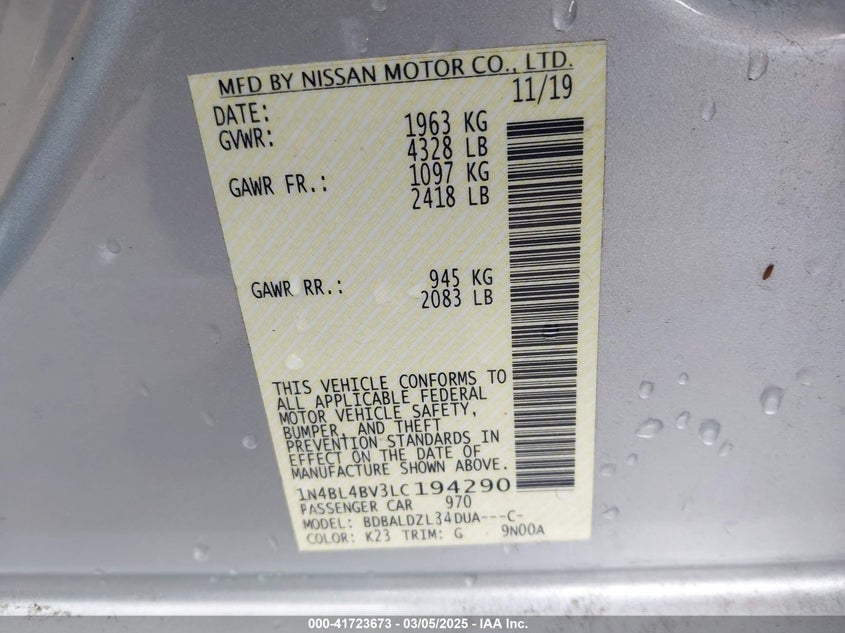 MFD BY NISSAN MOTOR CO., LTD.
DATE: 11/19
GVWR: 1963 KG
4328 LB
GAWR FR.: 1097 KG
2418 LB
GAWR RR.: 945 KG
2083 LB
THIS VEHICLE CONFORMS TO
ALL APPLICABLE FEDERAL
MOTOR VEHICLE SAFETY,
BUMPER, AND THEFT
PREVENTION STANDARDS IN
EFFECT ON THE DATE OF
MANUFACTURE SHOWN ABOVE.
1N4BL4BV3LC194290
PASSENGER CAR 970
MODEL: BDBALDZL34DUA---C-
COLOR: K23 TRIM: G 9N00A
000-41723673 - 03/05/2025 - IAA Inc.